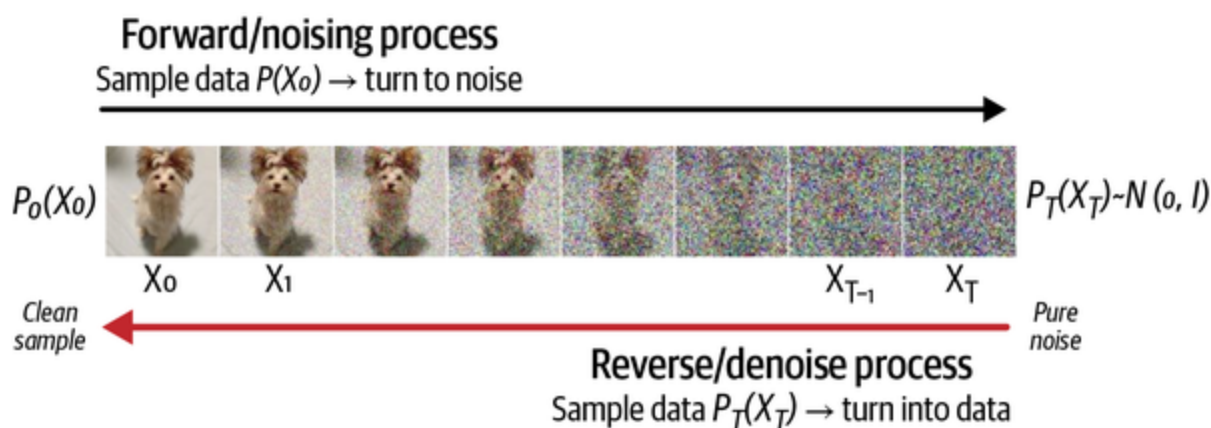 Forward/noising process
Sample data P(X₀) → turn to noise
P₀(X₀)
P_T(X_T)~N (0, I)
X₀
X₁
X_T₋₁
X_T
Clean
sample
Pure
noise
Reverse/denoise process
Sample data P_T(X_T) → turn into data